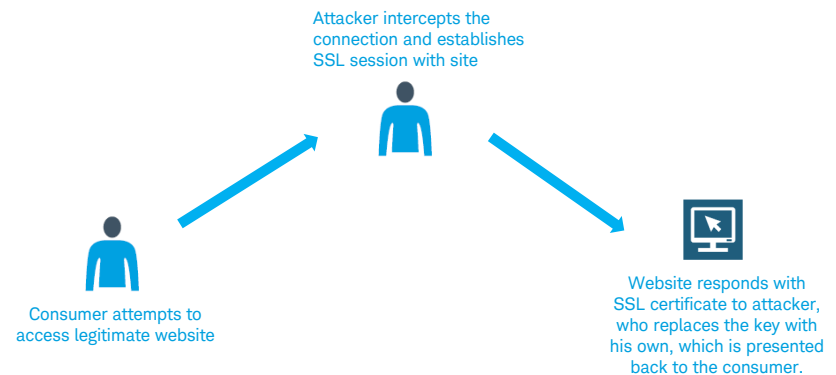 Attacker intercepts the
connection and establishes
SSL session with site
Consumer attempts to
access legitimate website
Website responds with
SSL certificate to attacker,
who replaces the key with
his own, which is presented
back to the consumer.